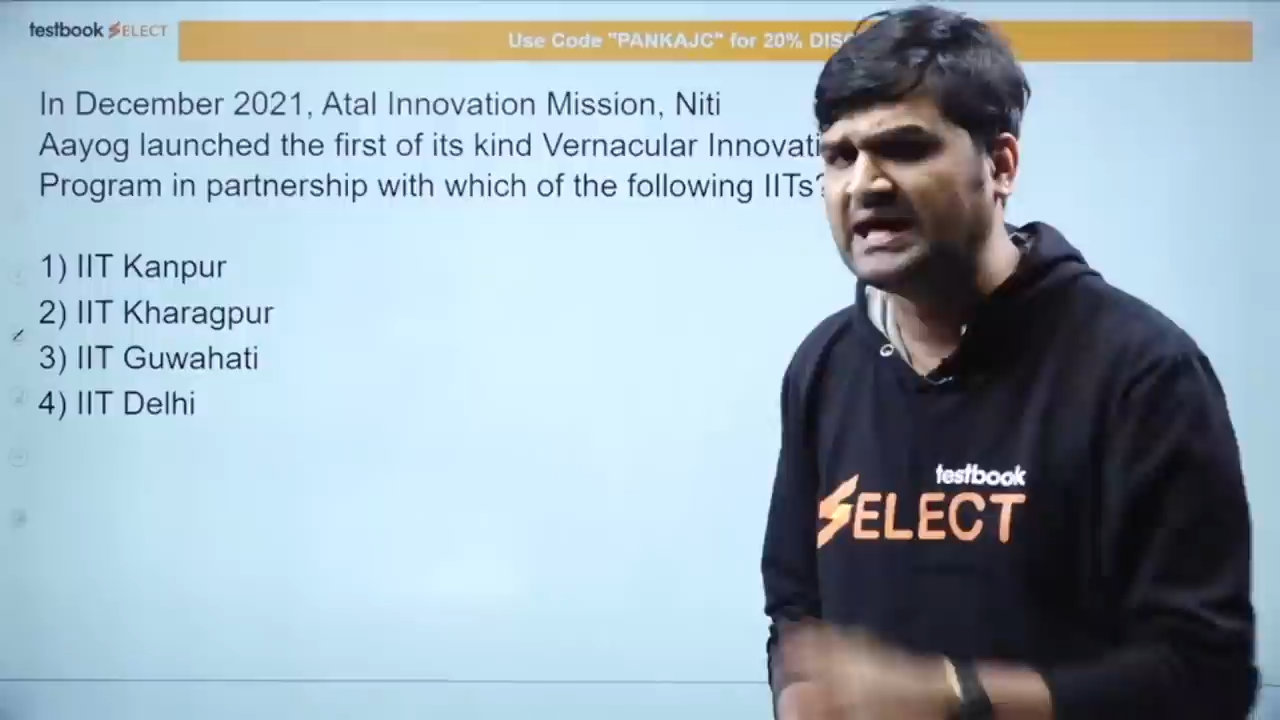 testbook SELECT
Use Code "PANKAJC" for 20%
In December 2021, Atal Innovation Mission, Niti
Aayog launched the first of its kind Vernacular
Program in partnership with which of the following IITs?
1) IIT Kanpur
2) IIT Kharagpur
3) IIT Guwahati
4) IIT Delhi
testbook
SELECT